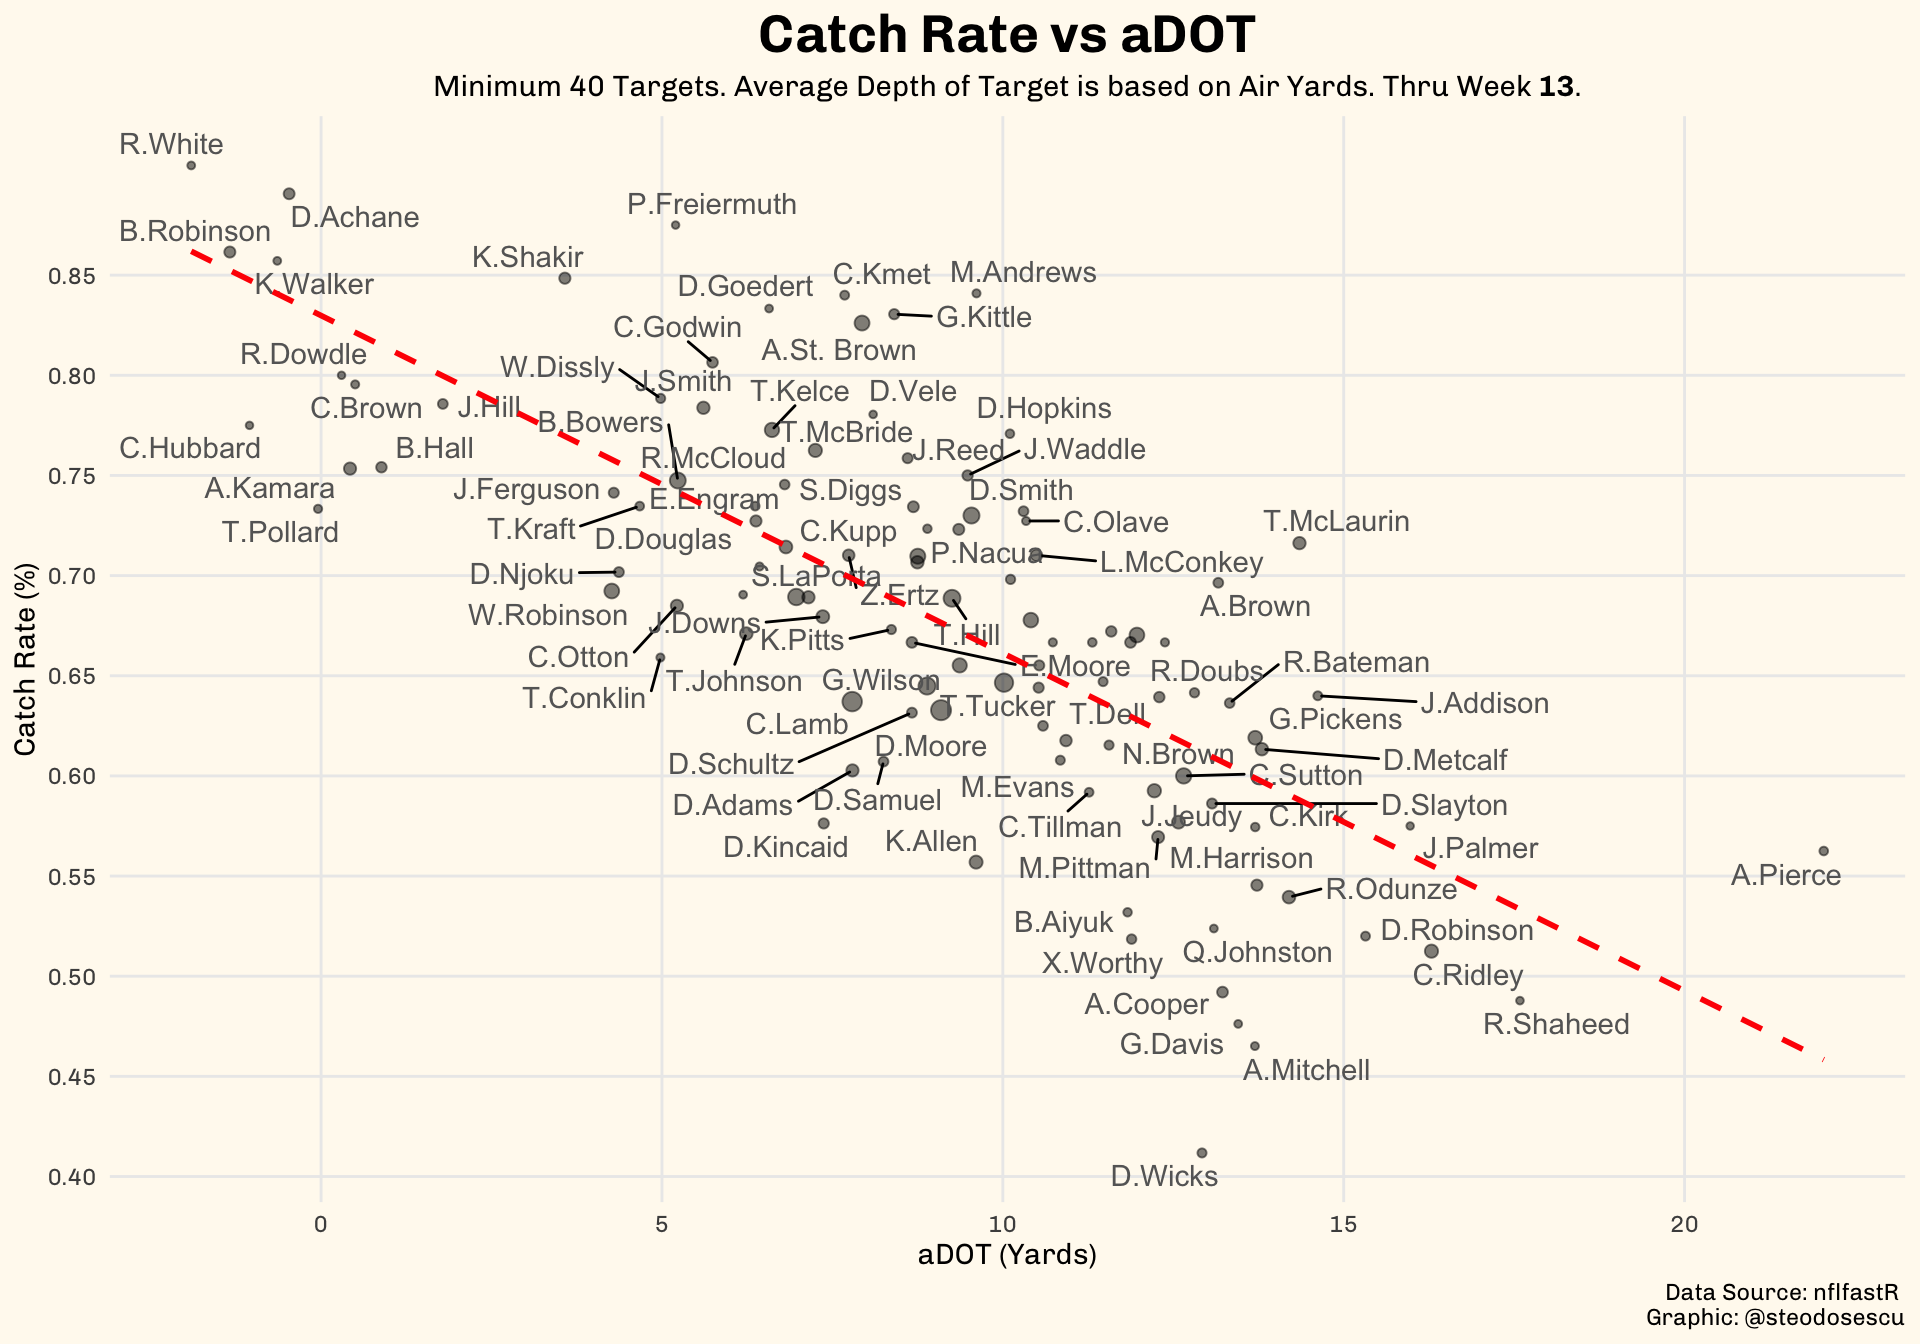 Catch Rate vs aDOT
Minimum 40 Targets. Average Depth of Target is based on Air Yards. Thru Week 13.
R.White
D.Achane
P.Freiermuth
B.Robinson
K.Shakir
C.Kmet
M.Andrews
K.Walker
D.Goedert
G.Kittle
C.Godwin
A.St. Brown
R.Dowdle
W.Dissly
J.Smith
T.Kelce
D.Vele
C.Brown
J.Hill
D.Hopkins
B.Bowers
T.McBride
C.Hubbard
B.Hall
R.McCloud
J.Reed
J.Waddle
A.Kamara
J.Ferguson
E.Engram
S.Diggs
D.Smith
T.Pollard
T.Kraft
D.Douglas
C.Kupp
C.Olave
T.McLaurin
D.Njoku
S.LaPorta
P.Nacua
L.McConkey
W.Robinson
J.Downs
Z.Ertz
A.Brown
C.Otton
K.Pitts
T.Hill
T.Conklin
T.Johnson
G.Wilson
E.Moore
R.Doubs
R.Bateman
C.Lamb
T.Tucker
T.Dell
G.Pickens
J.Addison
D.Schultz
D.Moore
N.Brown
D.Metcalf
D.Adams
D.Samuel
M.Evans
C.Sutton
D.Kincaid
K.Allen
C.Tillman
J.Jeudy
C.Kirk
D.Slayton
M.Pittman
M.Harrison
J.Palmer
A.Pierce
R.Odunze
B.Aiyuk
D.Robinson
X.Worthy
Q.Johnston
C.Ridley
A.Cooper
R.Shaheed
G.Davis
A.Mitchell
D.Wicks
0.85
0.80
0.75
0.70
0.65
0.60
0.55
0.50
0.45
0.40
Catch Rate (%)
0 5 10 15 20
aDOT (Yards)
Data Source: nflfastR
Graphic: @steodosescu